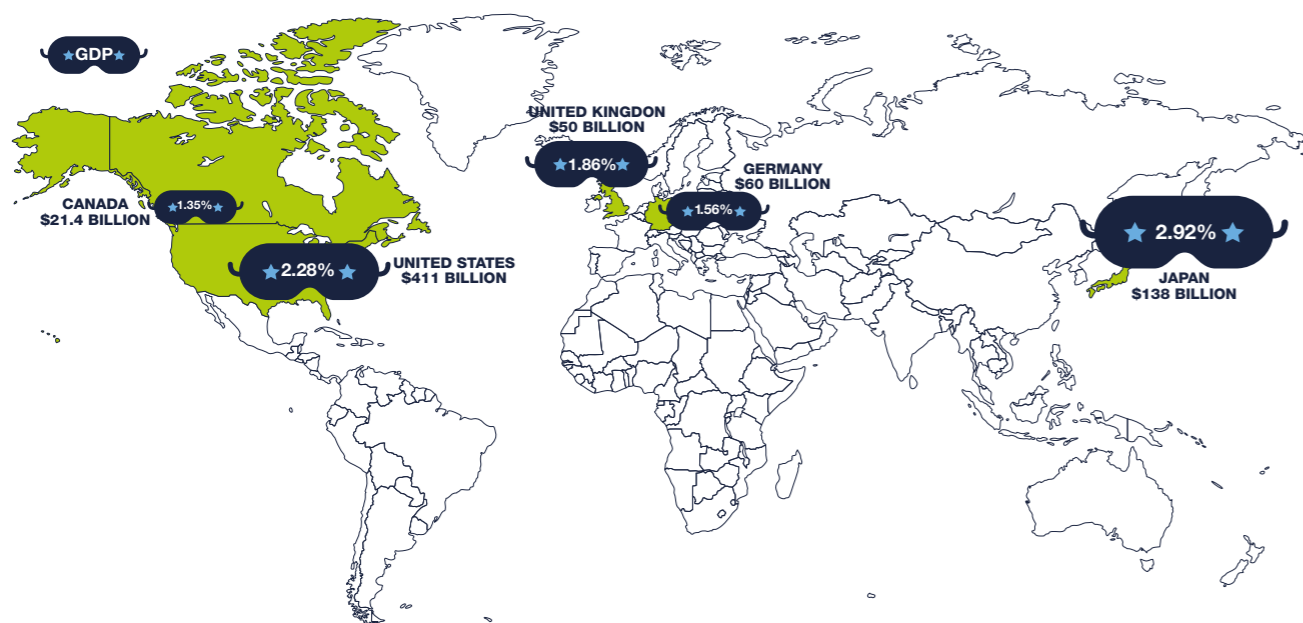 GDP
UNITED KINGDON
$50 BILLION
1.86%
GERMANY
$60 BILLION
1.56%
CANADA
$21.4 BILLION
1.35%
2.28%
UNITED STATES
$411 BILLION
2.92%
JAPAN
$138 BILLION